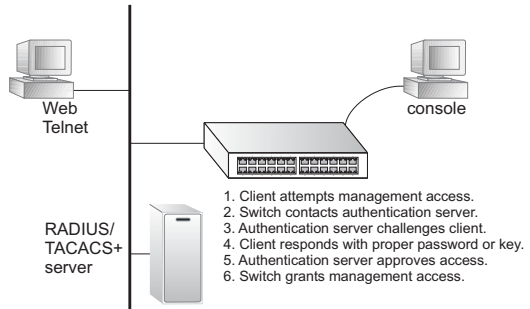 Web
Telnet
console
RADIUS/
TACACS+
server
1. Client attempts management access.
2. Switch contacts authentication server.
3. Authentication server challenges client.
4. Client responds with proper password or key.
5. Authentication server approves access.
6. Switch grants management access.